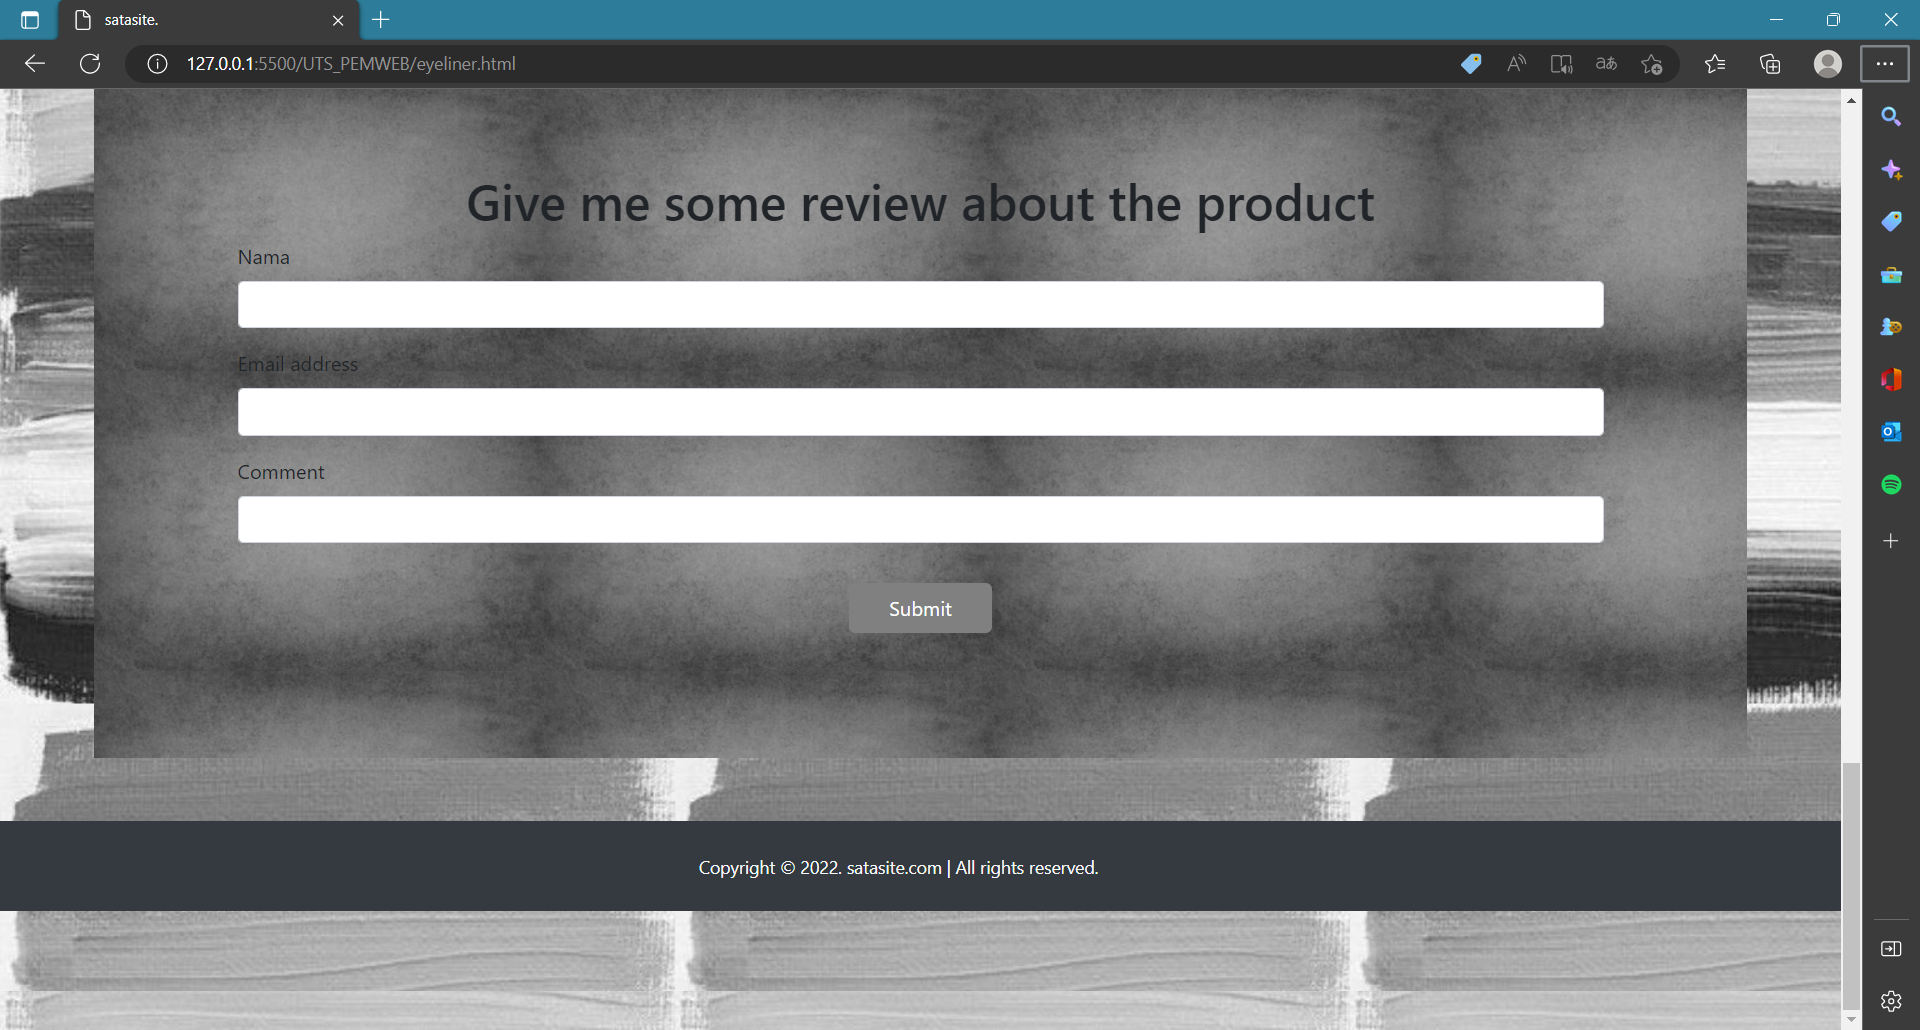 satasite.
127.0.0.1:5500/UTS_PEMWEB/eyeliner.html
Give me some review about the product
Nama
Email address
Comment
Submit
Copyright © 2022. satasite.com | All rights reserved.